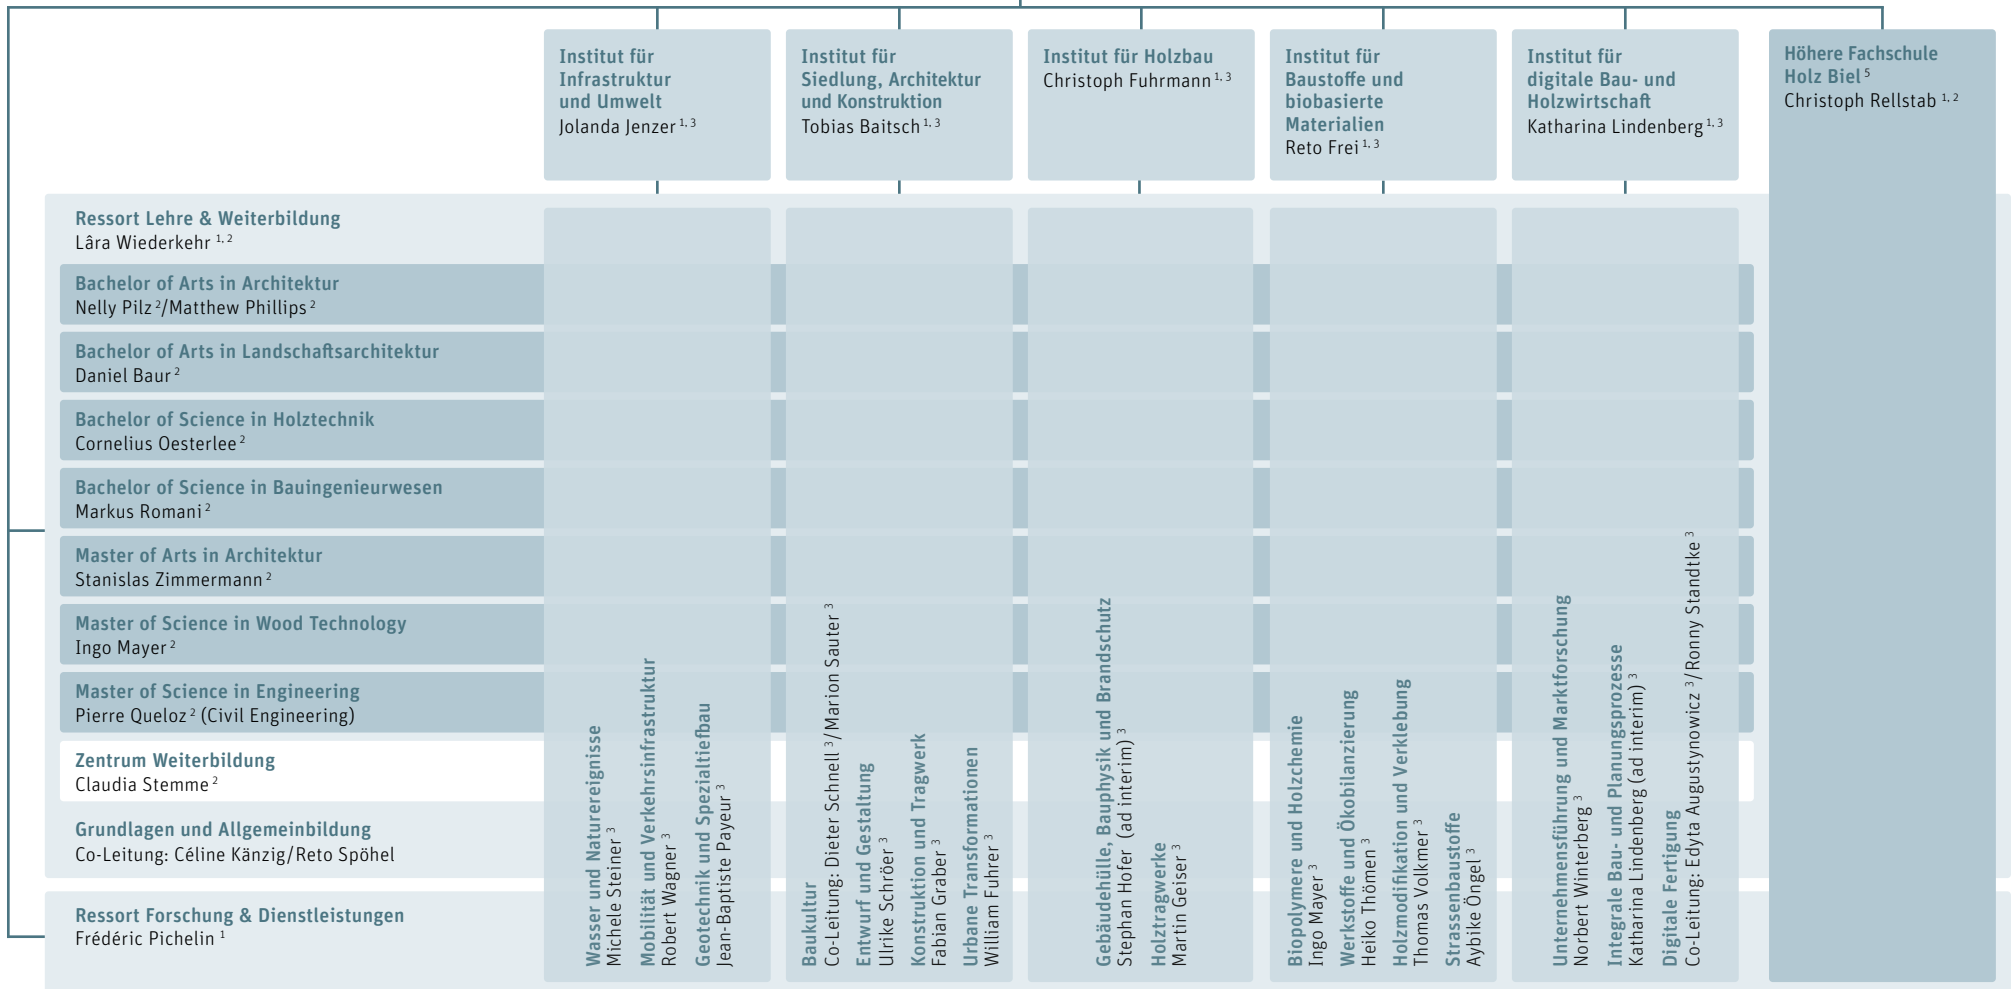 Institut für
Infrastruktur
und Umwelt
Jolanda Jenzer 1, 3
Institut für
Siedlung, Architektur
und Konstruktion
Tobias Baitsch 1, 3
Institut für Holzbau
Christoph Fuhrmann 1, 3
Institut für
Baustoffe und
biobasierte
Materialien
Reto Frei 1, 3
Institut für
digitale Bau- und
Holzwirtschaft
Katharina Lindenberg 1, 3
Höhere Fachschule
Holz Biel 5
Christoph Rellstab 1, 2
Ressort Lehre & Weiterbildung
Lâra Wiederkehr 1, 2
Bachelor of Arts in Architektur
Nelly Pilz 2/Matthew Phillips 2
Bachelor of Arts in Landschaftsarchitektur
Daniel Baur 2
Bachelor of Science in Holztechnik
Cornelius Oesterlee 2
Bachelor of Science in Bauingenieurwesen
Markus Romani 2
Master of Arts in Architektur
Stanislas Zimmermann 2
Master of Science in Wood Technology
Ingo Mayer 2
Master of Science in Engineering
Pierre Queloz 2 (Civil Engineering)
Zentrum Weiterbildung
Claudia Stemme 2
Grundlagen und Allgemeinbildung
Co-Leitung: Céline Känzig/Reto Spöhel
Ressort Forschung & Dienstleistungen
Frédéric Pichelin 1
Wasser und Naturereignisse
Michele Steiner 3
Mobilität und Verkehrsinfrastruktur
Robert Wagner 3
Geotechnik und Spezialtiefbau
Jean-Baptiste Payeur 3
Baukultur
Co-Leitung: Dieter Schnell 3/Marion Sauter 3
Entwurf und Gestaltung
Ulrike Schröer 3
Konstruktion und Tragwerk
Fabian Graber 3
Urbane Transformationen
William Fuhrer 3
Gebäudehülle, Bauphysik und Brandschutz
Stephan Hofer (ad interim) 3
Holztragwerke
Martin Geiser 3
Biopolymere und Holzchemie
Ingo Mayer 3
Werkstoffe und Ökobilanzierung
Heiko Thömen 3
Holzmodifikation und Verklebung
Thomas Volkmer 3
Strassenbaustoffe
Aybike Öngel 3
Unternehmensführung und Marktforschung
Norbert Winterberg 3
Integrale Bau- und Planungsprozesse
Katharina Lindenberg (ad interim) 3
Digitale Fertigung
Co-Leitung: Edyta Augustynowicz 3/Ronny Standtke 3